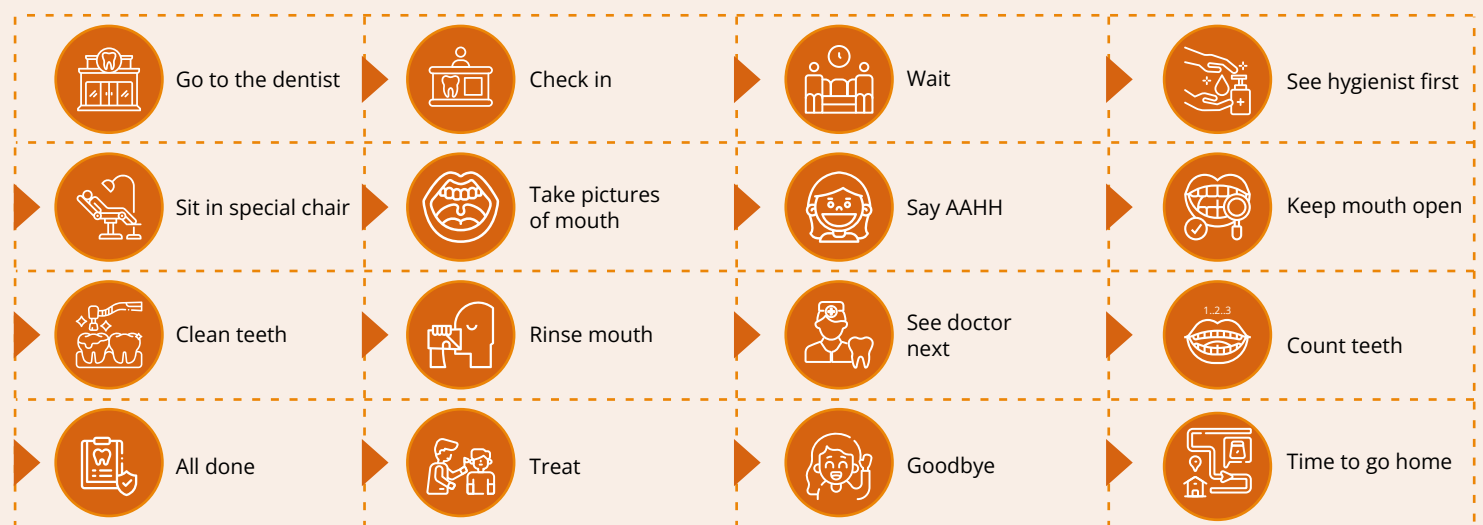 Go to the dentist
Check in
Wait
See hygienist first
Sit in special chair
Take pictures
of mouth
Say AAHH
Keep mouth open
Clean teeth
Rinse mouth
See doctor
next
1..2..3
Count teeth
All done
Treat
Goodbye
Time to go home